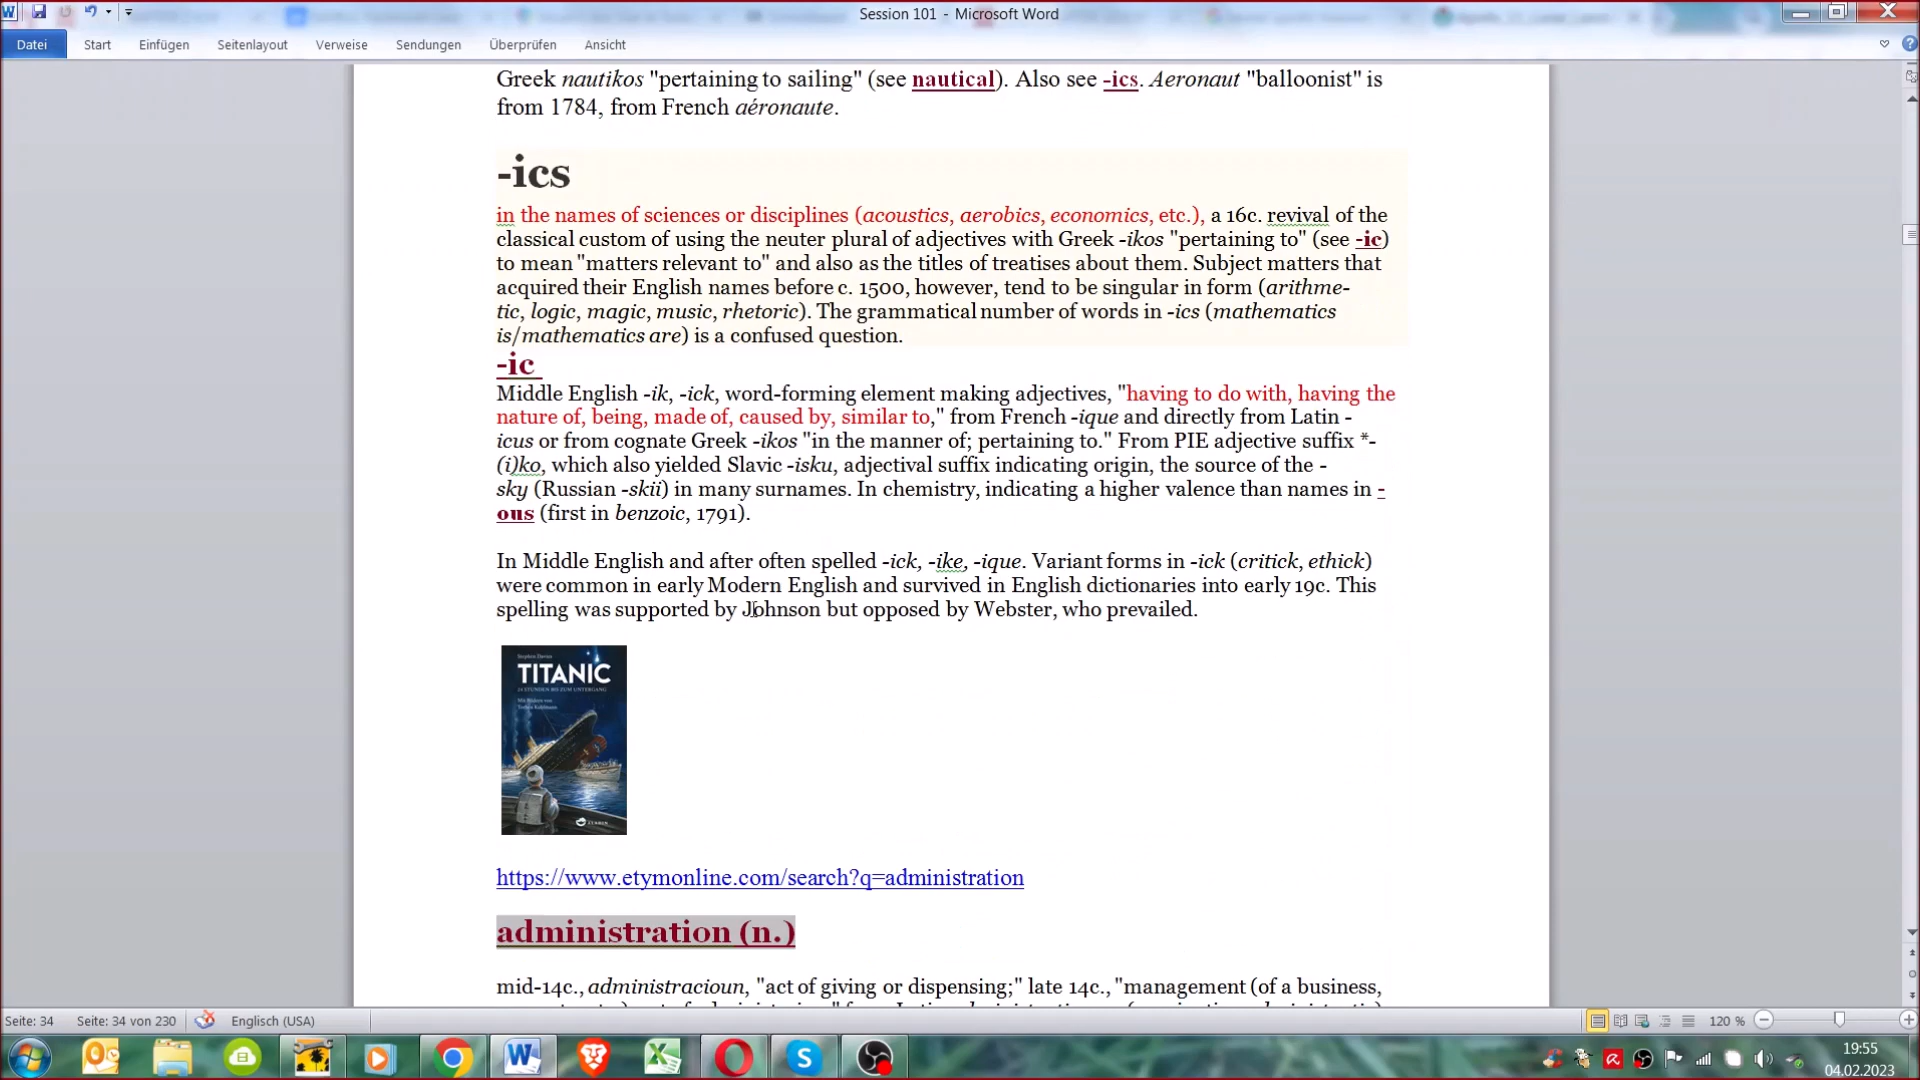 Session 101 - Microsoft Word
Datei Start Einfügen Seitenlayout Verweise Sendungen Überprüfen Ansicht
Greek nautikos "pertaining to sailing" (see nautical). Also see -ics. Aeronaut "balloonist" is
from 1784, from French aéronaute.
-ics
in the names of sciences or disciplines (acoustics, aerobics, economics, etc.), a 16c. revival of the
classical custom of using the neuter plural of adjectives with Greek -ikos "pertaining to" (see -ic)
to mean "matters relevant to" and also as the titles of treatises about them. Subject matters that
acquired their English names before c. 1500, however, tend to be singular in form (arithme-
tic, logic, magic, music, rhetoric). The grammatical number of words in -ics (mathematics
is/mathematics are) is a confused question.
-ic
Middle English -ik, -ick, word-forming element making adjectives, "having to do with, having the
nature of, being, made of, caused by, similar to," from French -ique and directly from Latin -
icus or from cognate Greek -ikos "in the manner of; pertaining to." From PIE adjective suffix *-
(i)ko, which also yielded Slavic -isku, adjectival suffix indicating origin, the source of the -
sky (Russian -skii) in many surnames. In chemistry, indicating a higher valence than names in -
ous (first in benzoic, 1791).
In Middle English and after often spelled -ick, -ike, -ique. Variant forms in -ick (critick, ethick)
were common in early Modern English and survived in English dictionaries into early 19c. This
spelling was supported by Johnson but opposed by Webster, who prevailed.
TITANIC
24 STUNDEN BIS ZUM UNTERGANG
https://www.etymonline.com/search?q=administration
administration (n.)
mid-14c., administracioun, "act of giving or dispensing;" late 14c., "management (of a business,
Seite: 34 Seite: 34 von 230 Englisch (USA) 120 %
19:55
04.02.2023